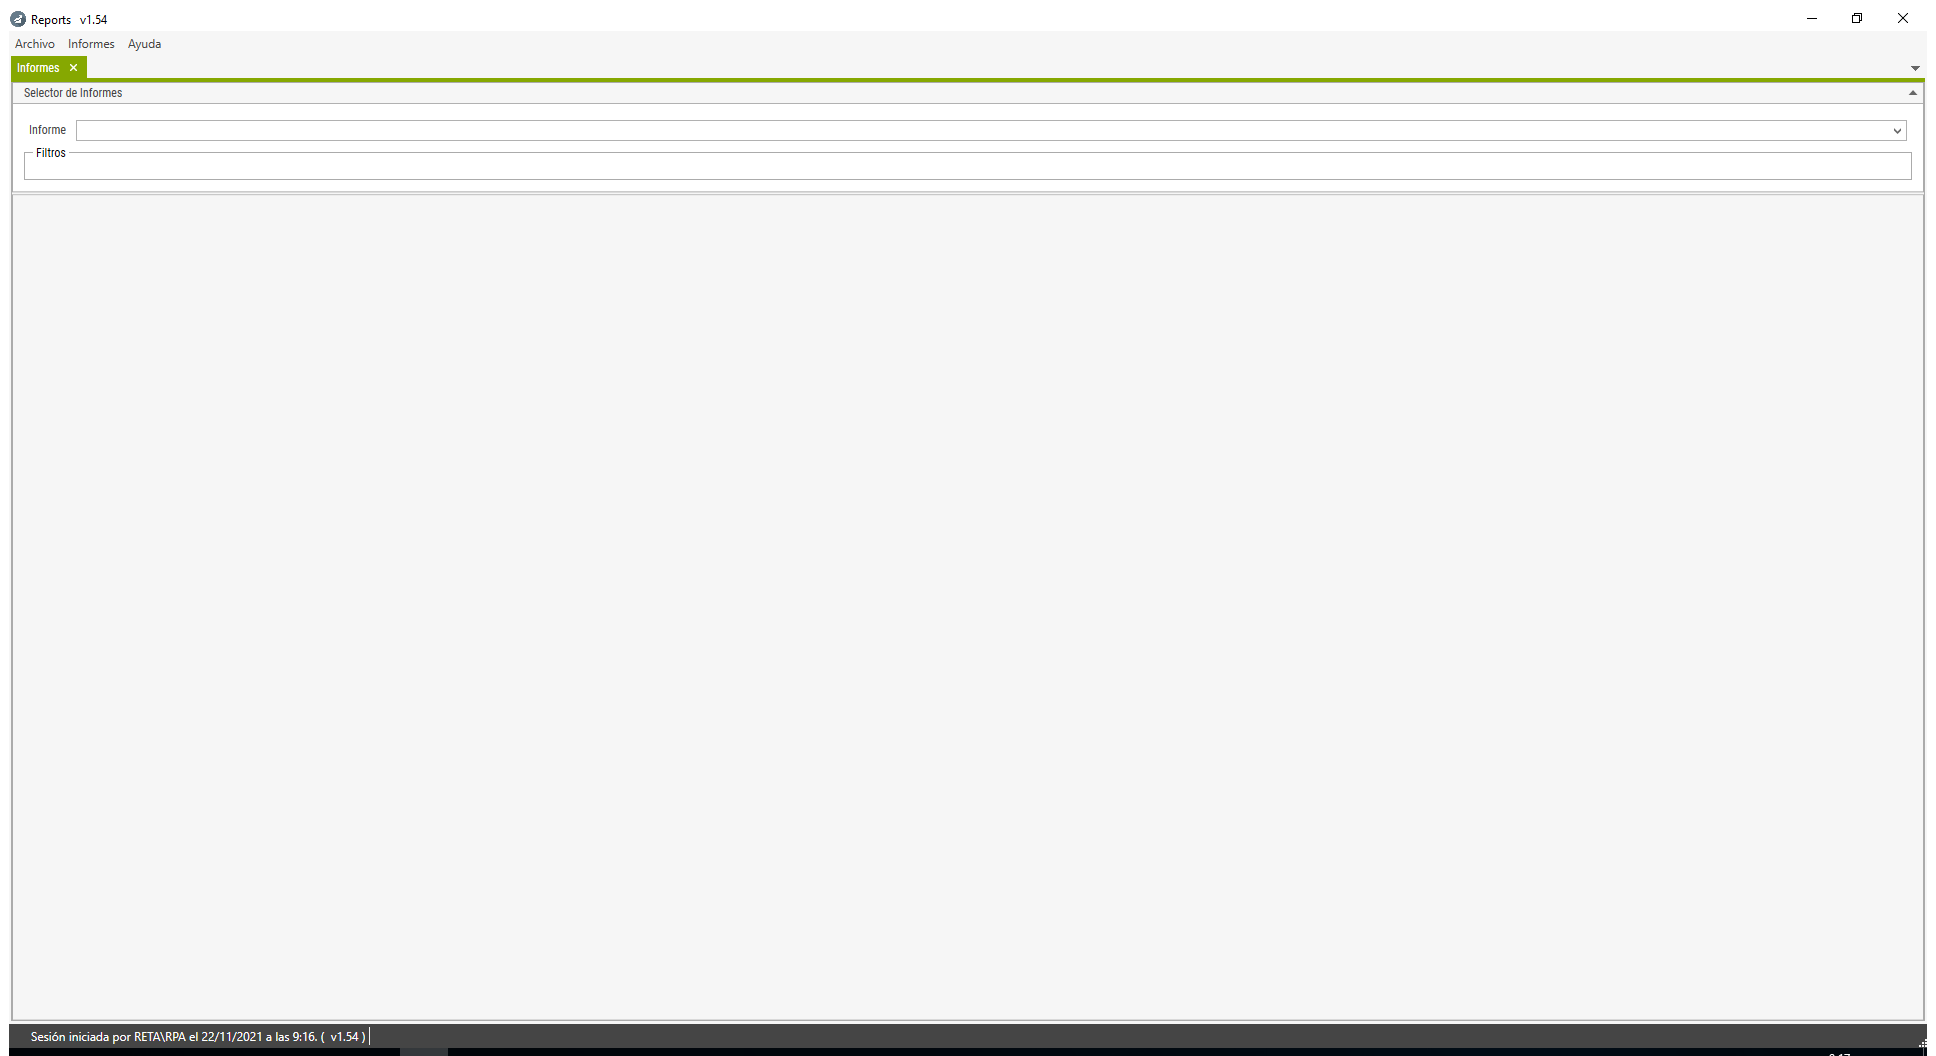 Reports v1.54
Archivo Informes Ayuda
Informes
Selector de Informes
Informe
Filtros
Sesión iniciada por RETA\RPA el 22/11/2021 a las 9:16. ( v1.54 )